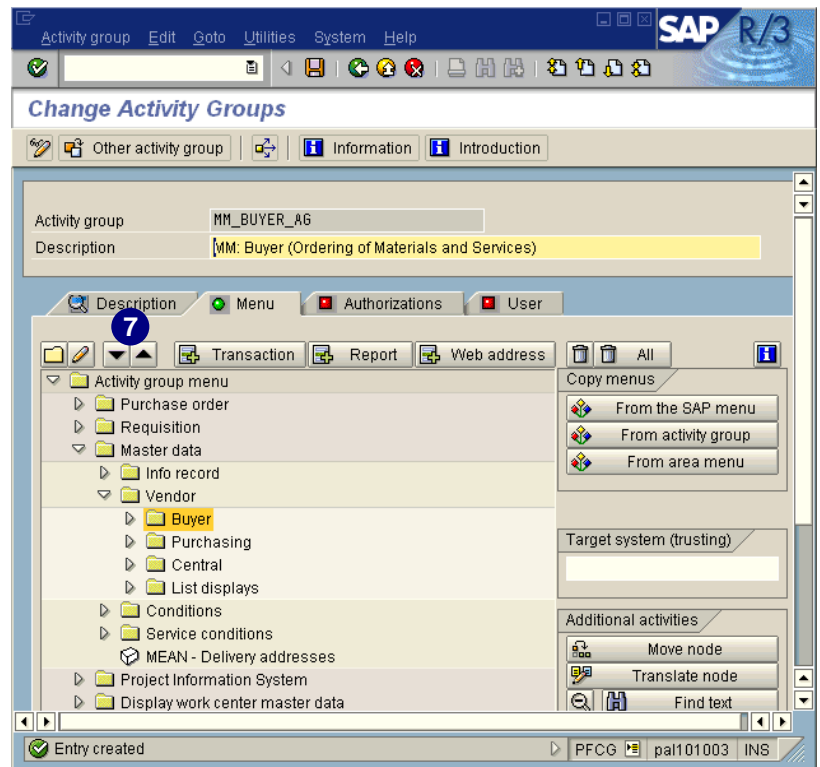 Activity group Edit Goto Utilities System Help
SAP R/3
Change Activity Groups
Other activity group Information Introduction
Activity group MM_BUYER_AG
Description MM: Buyer (Ordering of Materials and Services)
Description Menu Authorizations User
7
Transaction Report Web address All
Activity group menu
Copy menus
Purchase order
From the SAP menu
Requisition
From activity group
Master data
From area menu
Info record
Vendor
Buyer
Purchasing
Target system (trusting)
Central
List displays
Conditions
Additional activities
Service conditions
Move node
MEAN - Delivery addresses
Translate node
Project Information System
Display work center master data
Find text
Entry created
PFCG pal101003 INS